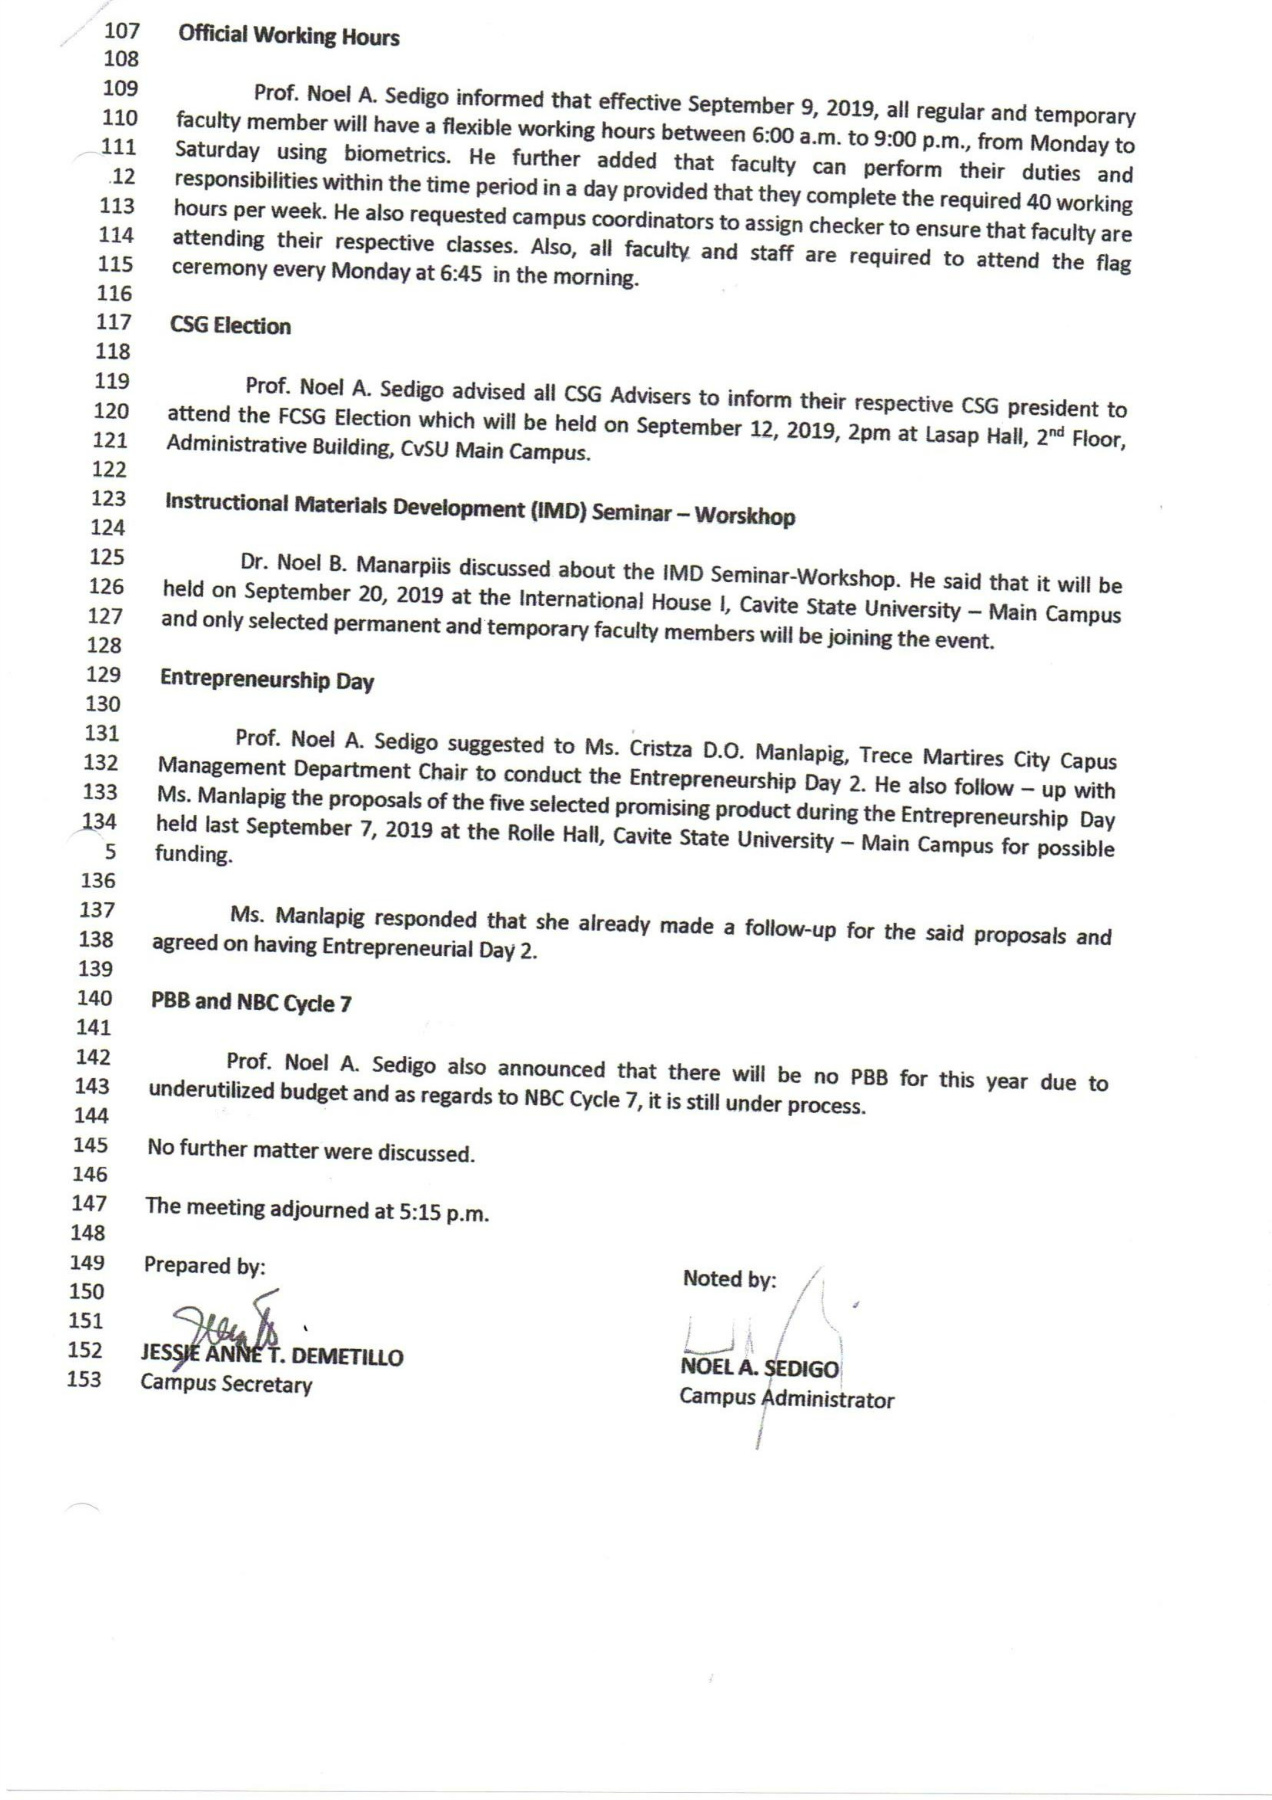 107 Official Working Hours
108
109 Prof. Noel A. Sedigo informed that effective September 9, 2019, all regular and temporary
110 faculty member will have a flexible working hours between 6:00 a.m. to 9:00 p.m., from Monday to
111 Saturday using biometrics. He further added that faculty can perform their duties and
12 responsibilities within the time period in a day provided that they complete the required 40 working
113 hours per week. He also requested campus coordinators to assign checker to ensure that faculty are
114 attending their respective classes. Also, all faculty and staff are required to attend the flag
115 ceremony every Monday at 6:45 in the morning.
116
117 CSG Election
118
119 Prof. Noel A. Sedigo advised all CSG Advisers to inform their respective CSG president to
120 attend the FCSG Election which will be held on September 12, 2019, 2pm at Lasap Hall, 2nd Floor,
121 Administrative Building, CvSU Main Campus.
122
123 Instructional Materials Development (IMD) Seminar – Worskhop
124
125 Dr. Noel B. Manarpiis discussed about the IMD Seminar-Workshop. He said that it will be
126 held on September 20, 2019 at the International House I, Cavite State University – Main Campus
127 and only selected permanent and temporary faculty members will be joining the event.
128
129 Entrepreneurship Day
130
131 Prof. Noel A. Sedigo suggested to Ms. Cristza D.O. Manlapig, Trece Martires City Capus
132 Management Department Chair to conduct the Entrepreneurship Day 2. He also follow – up with
133 Ms. Manlapig the proposals of the five selected promising product during the Entrepreneurship Day
134 held last September 7, 2019 at the Rolle Hall, Cavite State University – Main Campus for possible
5 funding.
136
137 Ms. Manlapig responded that she already made a follow-up for the said proposals and
138 agreed on having Entrepreneurial Day 2.
139
140 PBB and NBC Cycle 7
141
142 Prof. Noel A. Sedigo also announced that there will be no PBB for this year due to
143 underutilized budget and as regards to NBC Cycle 7, it is still under process.
144
145 No further matter were discussed.
146
147 The meeting adjourned at 5:15 p.m.
148
149 Prepared by: Noted by:
150
151
152 JESSIE ANNE T. DEMETILLO NOEL A. SEDIGO
153 Campus Secretary Campus Administrator